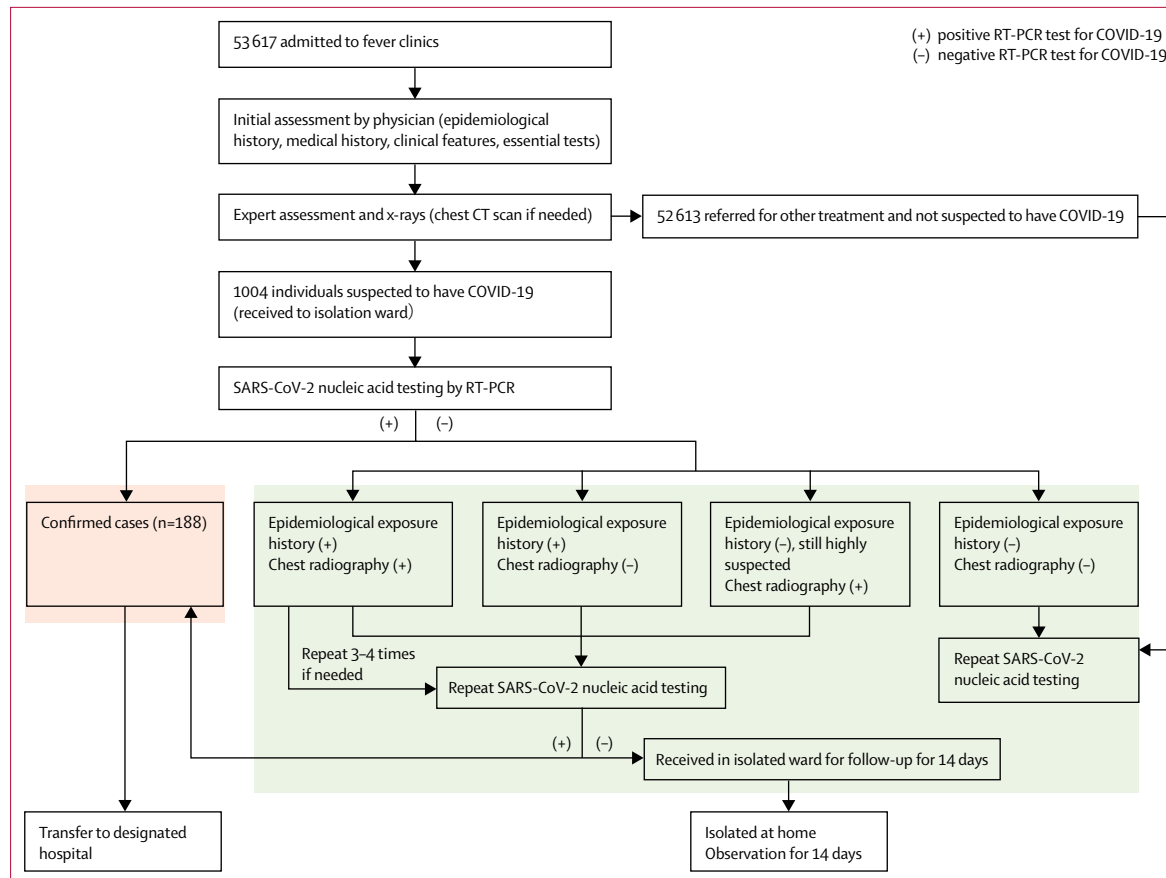 53 617 admitted to fever clinics
(+) positive RT-PCR test for COVID-19
(–) negative RT-PCR test for COVID-19
Initial assessment by physician (epidemiological
history, medical history, clinical features, essential tests)
Expert assessment and x-rays (chest CT scan if needed)
52 613 referred for other treatment and not suspected to have COVID-19
1004 individuals suspected to have COVID-19
(received to isolation ward)
SARS-CoV-2 nucleic acid testing by RT-PCR
(+) (–)
Confirmed cases (n=188)
Epidemiological exposure
history (+)
Chest radiography (+)
Epidemiological exposure
history (+)
Chest radiography (–)
Epidemiological exposure
history (–), still highly
suspected
Chest radiography (+)
Epidemiological exposure
history (–)
Chest radiography (–)
Repeat 3–4 times
if needed
Repeat SARS-CoV-2 nucleic acid testing
Repeat SARS-CoV-2
nucleic acid testing
(+) (–)
Received in isolated ward for follow-up for 14 days
Transfer to designated
hospital
Isolated at home
Observation for 14 days